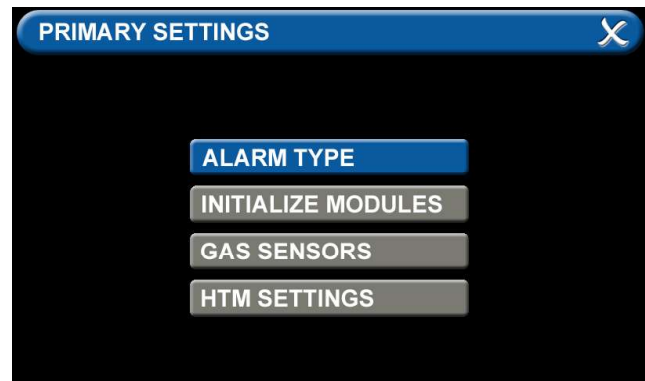 PRIMARY SETTINGS
ALARM TYPE
INITIALIZE MODULES
GAS SENSORS
HTM SETTINGS